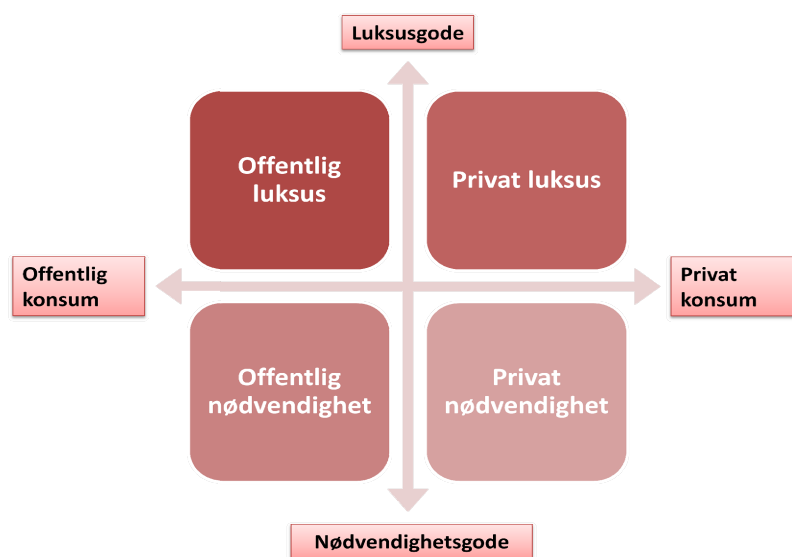 Luksusgode
Offentlig
luksus
Privat luksus
Offentlig
konsum
Privat
konsum
Offentlig
nødvendighet
Privat
nødvendighet
Nødvendighetsgode